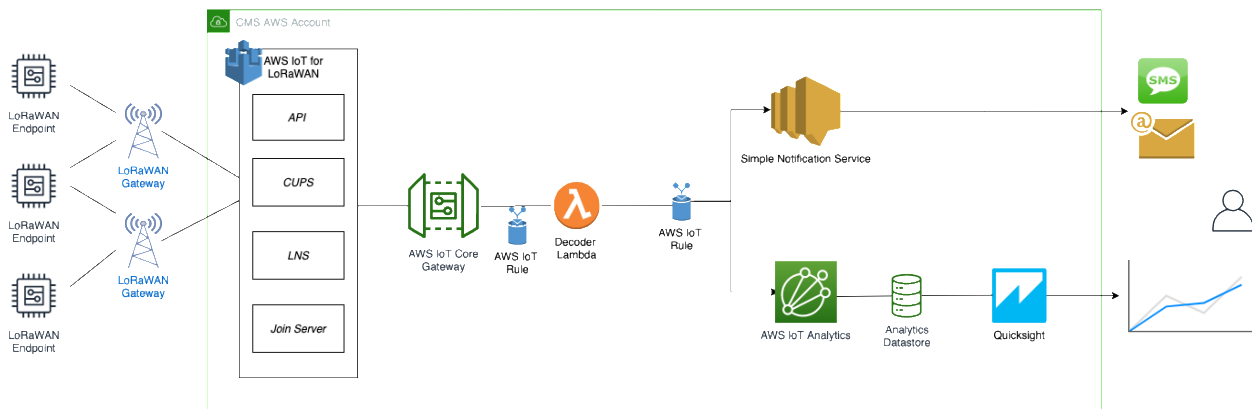 CMS AWS Account
LoRaWAN
Endpoint
LoRaWAN
Endpoint
LoRaWAN
Endpoint
LoRaWAN
Gateway
LoRaWAN
Gateway
AWS IoT for
LoRaWAN
API
CUPS
LNS
Join Server
AWS IoT Core
Gateway
AWS IoT
Rule
λ
Decoder
Lambda
AWS IoT
Rule
Simple Notification Service
SMS
@
AWS IoT Analytics
Analytics
Datastore
Quicksight